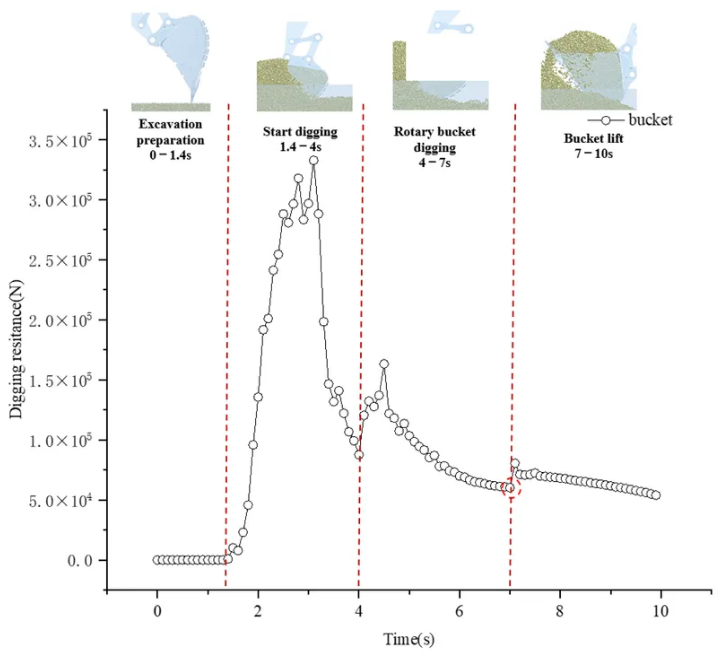 Excavation
preparation
0－1.4s
Start digging
1.4－4s
Rotary bucket
digging
4－7s
Bucket lift
7－10s
bucket
3.5×10⁵
3.0×10⁵
2.5×10⁵
2.0×10⁵
1.5×10⁵
1.0×10⁵
5.0×10⁴
0.0
Digging resitance(N)
0 2 4 6 8 10
Time(s)